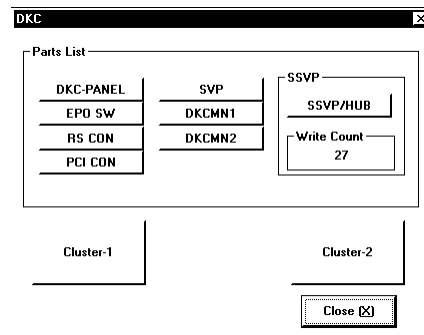 DKC
Parts List
DKC-PANEL
EPO SW
RS CON
PCI CON
SVP
DKCMN1
DKCMN2
SSVP
SSVP/HUB
Write Count
27
Cluster-1
Cluster-2
Close (X)